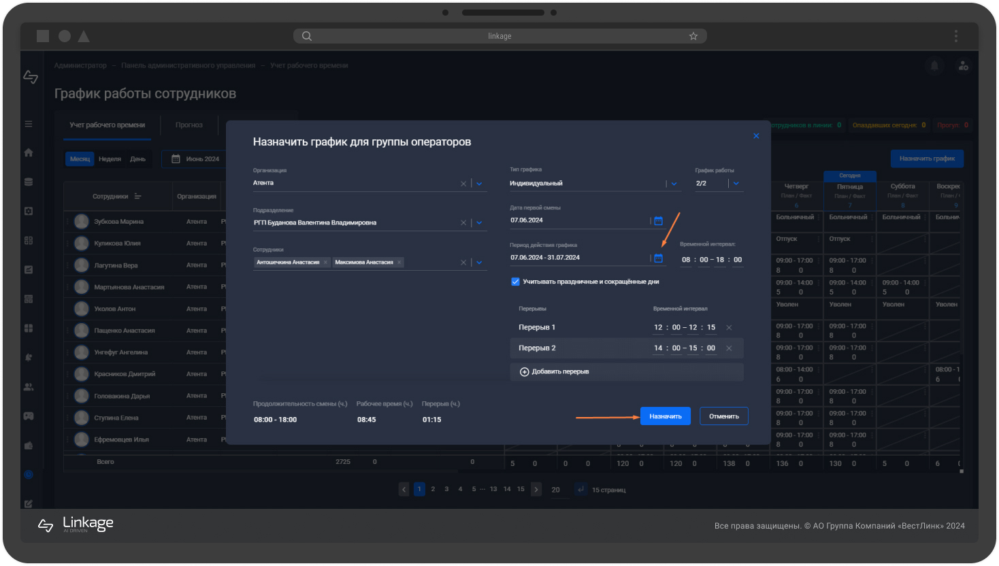 linkage
Администратор – Панель административного управления – Учет рабочего времени
График работы сотрудников
Учет рабочего времени Прогноз
отрудников в линии: 0 Опаздавших сегодня: 0 Прогул: 0
Месяц Неделя День Июнь 2024
Назначить график
Сегодня
Сотрудники Организация
Четверг Пятница Суббота Воскрес
План / Факт План / Факт План / Факт План / (
6 7 8 9
Зубкова Марина Атента
Больничный Больничный Больничный Больнич
Куликова Юлия Атента
Отпуск Отпуск
Лагутина Вера Атента
09:00 - 17:00 09:00 - 17:00
8 0 8 0
Мартьянова Анастасия Атента
09:00 - 14:00 09:00 - 14:00 09:00 - 14:00
5 0 5 0 5 0
Уколов Антон Атента
Уволен Уволен Уволен Уволен
Пащенко Анастасия Атента
09:00 - 17:00 09:00 - 17:00
8 0 8 0
Унгефуг Ангелина Атента
09:00 - 17:00 09:00 - 17:00
8 0 8 0
Красников Дмитрий Атента
08:00 - 14:00 08:00 - 1
6 0 6
Головакина Дарья Атента
09:00 - 17:00 09:00 - 17:00
8 0 8 0
Ступина Елена Атента
09:00 - 17:00 09:00 - 17:00
8 0 8 0
Ефремовцев Илья Атента
09:00 - 17:00 09:00 - 17:00
8 0 8 0
Всего 2725 0 0 5 0 0 0 120 0 120 0 138 0 136 0 130 0 5 0 6
1 2 3 4 5 ... 13 14 15 20 15 страниц
Назначить график для группы операторов
Организация
Атента
Подразделение
РГП Буданова Валентина Владимировна
Сотрудники
Антошечкина Анастасия × Максимова Анастасия ×
Тип графика График работы
Индивидуальный 2/2
Дата первой смены
07.06.2024
Период действия графика Временной интервал:
07.06.2024 - 31.07.2024 08 : 00 – 18 : 00
Учитывать праздничные и сокращённые дни
Перерывы Временной интервал
Перерыв 1 12 : 00 – 12 : 15
Перерыв 2 14 : 00 – 15 : 00
Добавить перерыв
Продолжительность смены (ч.) Рабочее время (ч.) Перерыв (ч.)
08:00 - 18:00 08:45 01:15
Назначить Отменить
Linkage
AI DRIVEN
Все права защищены. © АО Группа Компаний «ВестЛинк» 2024